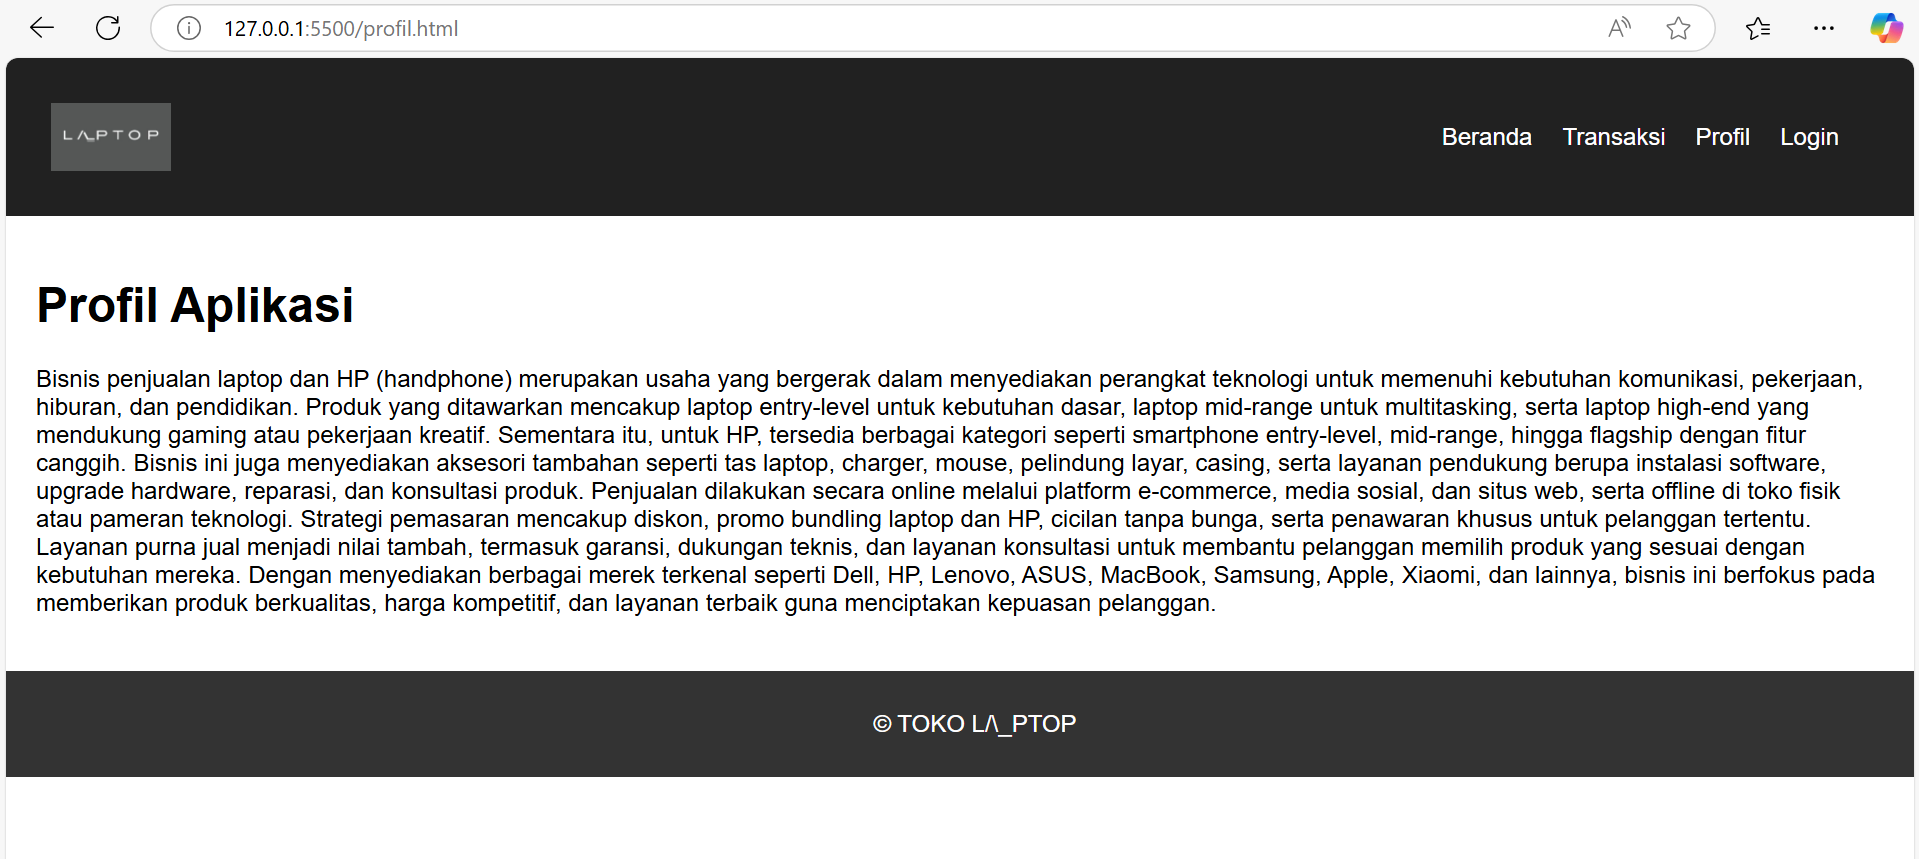 127.0.0.1:5500/profil.html
L/\_PTOP
Beranda Transaksi Profil Login
Profil Aplikasi
Bisnis penjualan laptop dan HP (handphone) merupakan usaha yang bergerak dalam menyediakan perangkat teknologi untuk memenuhi kebutuhan komunikasi, pekerjaan,
hiburan, dan pendidikan. Produk yang ditawarkan mencakup laptop entry-level untuk kebutuhan dasar, laptop mid-range untuk multitasking, serta laptop high-end yang
mendukung gaming atau pekerjaan kreatif. Sementara itu, untuk HP, tersedia berbagai kategori seperti smartphone entry-level, mid-range, hingga flagship dengan fitur
canggih. Bisnis ini juga menyediakan aksesori tambahan seperti tas laptop, charger, mouse, pelindung layar, casing, serta layanan pendukung berupa instalasi software,
upgrade hardware, reparasi, dan konsultasi produk. Penjualan dilakukan secara online melalui platform e-commerce, media sosial, dan situs web, serta offline di toko fisik
atau pameran teknologi. Strategi pemasaran mencakup diskon, promo bundling laptop dan HP, cicilan tanpa bunga, serta penawaran khusus untuk pelanggan tertentu.
Layanan purna jual menjadi nilai tambah, termasuk garansi, dukungan teknis, dan layanan konsultasi untuk membantu pelanggan memilih produk yang sesuai dengan
kebutuhan mereka. Dengan menyediakan berbagai merek terkenal seperti Dell, HP, Lenovo, ASUS, MacBook, Samsung, Apple, Xiaomi, dan lainnya, bisnis ini berfokus pada
memberikan produk berkualitas, harga kompetitif, dan layanan terbaik guna menciptakan kepuasan pelanggan.
© TOKO L/\_PTOP